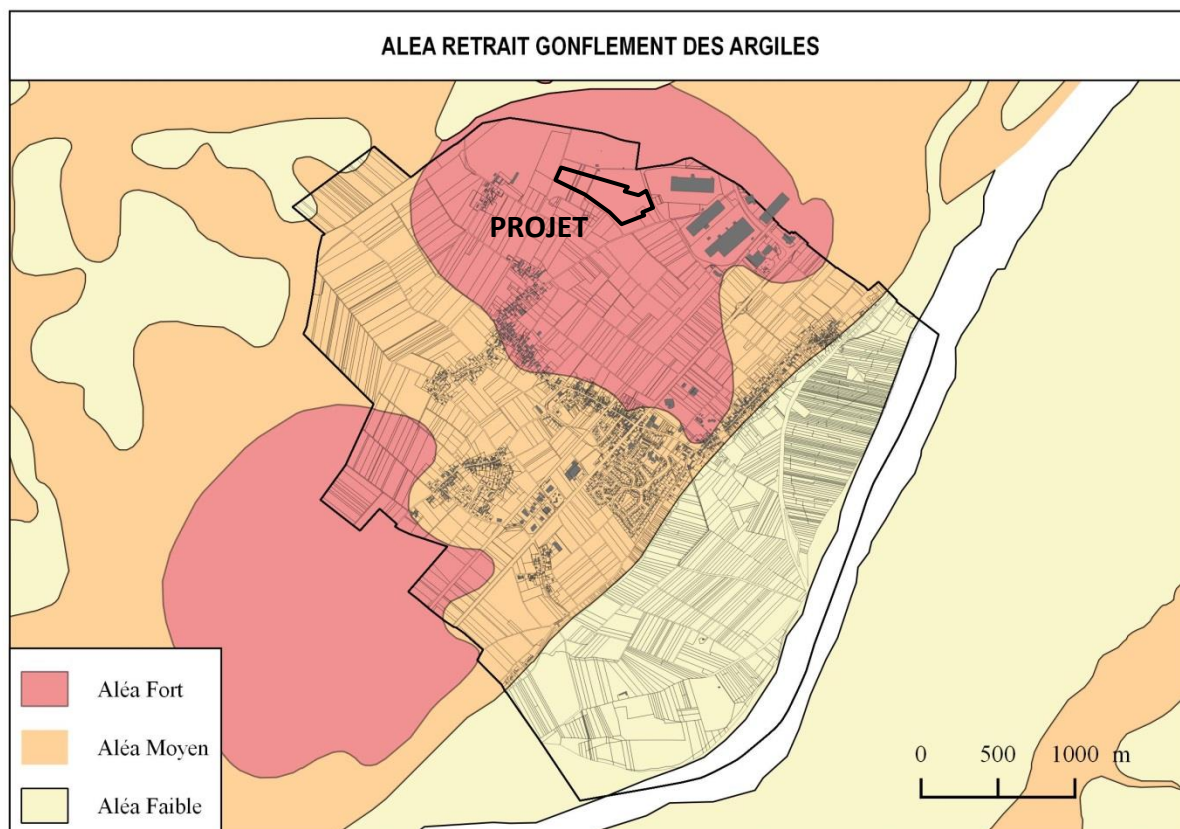 ALEA RETRAIT GONFLEMENT DES ARGILES
PROJET
Aléa Fort
Aléa Moyen
Aléa Faible
0 500 1000 m